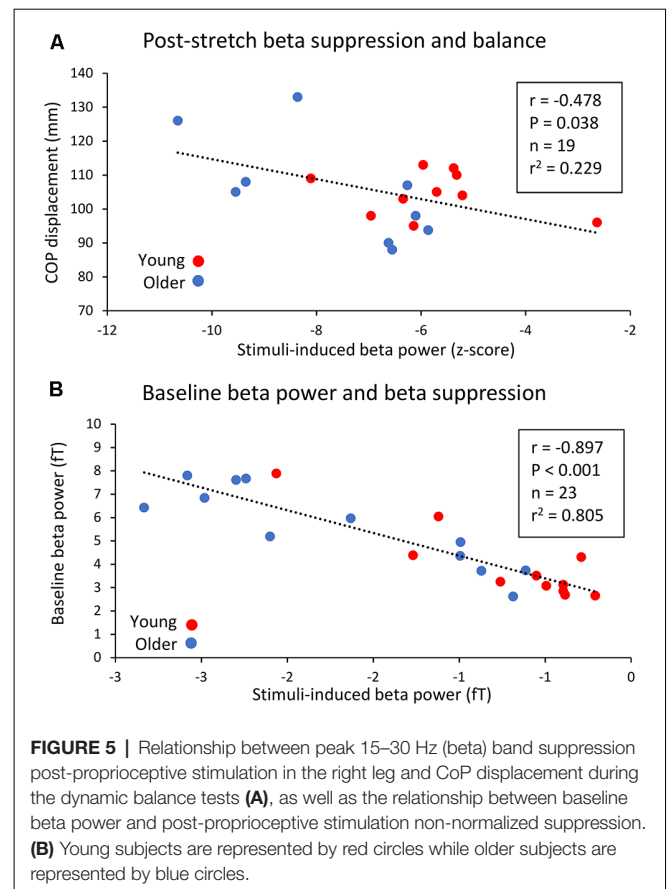 A
Post-stretch beta suppression and balance
COP displacement (mm)
140
130
120
110
100
90
80
70
r = -0.478
P = 0.038
n = 19
r² = 0.229
Young
Older
-12 -10 -8 -6 -4 -2
Stimuli-induced beta power (z-score)
B
Baseline beta power and beta suppression
Baseline beta power (fT)
10
9
8
7
6
5
4
3
2
1
0
r = -0.897
P < 0.001
n = 23
r² = 0.805
Young
Older
-3 -3 -2 -2 -1 -1 0
Stimuli-induced beta power (fT)
FIGURE 5 | Relationship between peak 15–30 Hz (beta) band suppression
post-proprioceptive stimulation in the right leg and CoP displacement during
the dynamic balance tests (A), as well as the relationship between baseline
beta power and post-proprioceptive stimulation non-normalized suppression.
(B) Young subjects are represented by red circles while older subjects are
represented by blue circles.